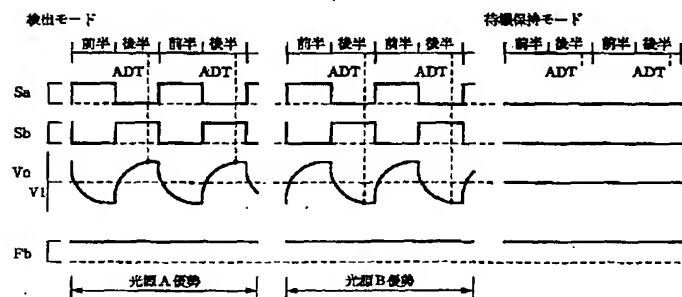 検出モード 待機保持モード
前半 後半 前半 後半 前半 後半 前半 後半 前半 後半 前半 後半
ADT ADT ADT ADT ADT ADT
Sa
Sb
Vo
V1
Fb
光源A優勢 光源B優勢